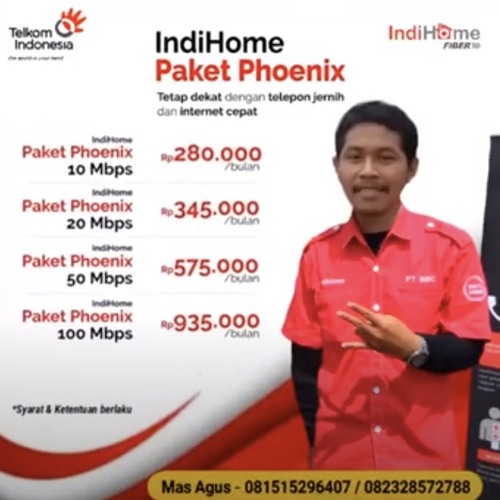 Telkom
Indonesia
the world in your hand
IndiHome
FIBER
IndiHome
Paket Phoenix
Tetap dekat dengan telepon jernih
dan internet cepat
IndiHome
Paket Phoenix
10 Mbps
Rp280.000
/bulan
IndiHome
Paket Phoenix
20 Mbps
Rp345.000
/bulan
IndiHome
Paket Phoenix
50 Mbps
Rp575.000
/bulan
IndiHome
Paket Phoenix
100 Mbps
Rp935.000
/bulan
*Syarat & Ketentuan berlaku
Mas Agus - 081515296407 / 082328572788